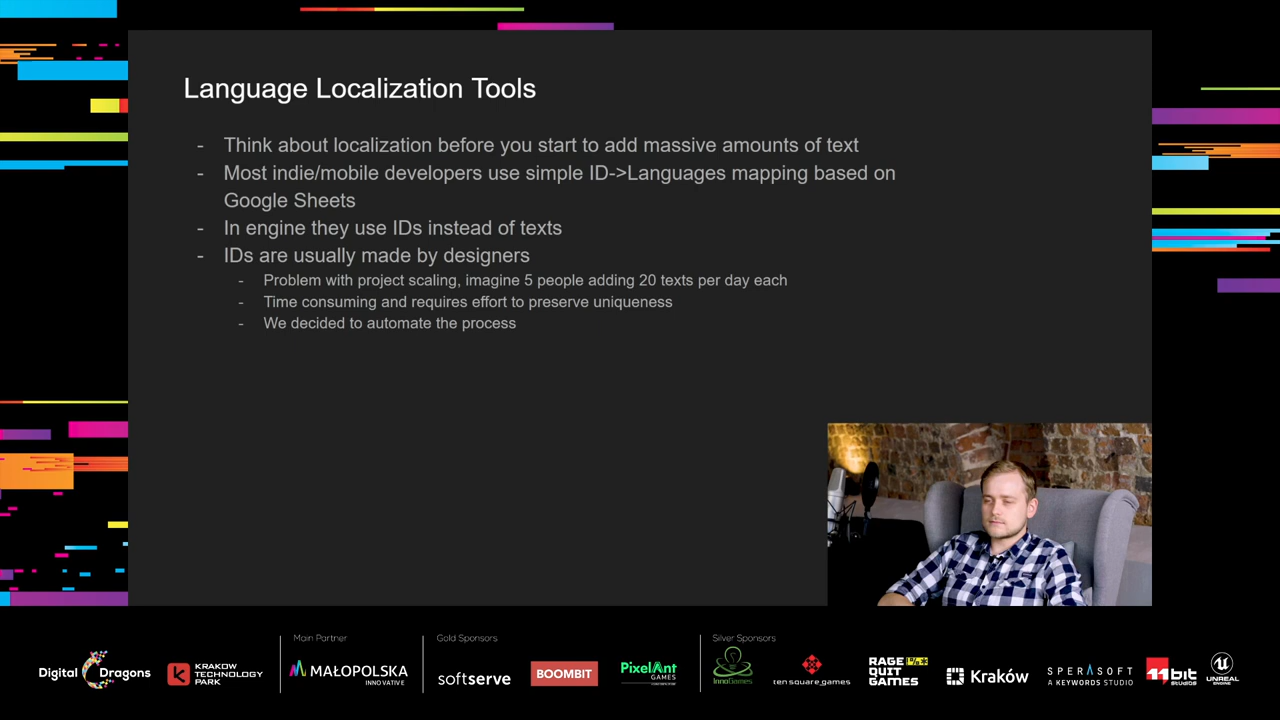 Language Localization Tools
- Think about localization before you start to add massive amounts of text
- Most indie/mobile developers use simple ID->Languages mapping based on
Google Sheets
- In engine they use IDs instead of texts
- IDs are usually made by designers
- Problem with project scaling, imagine 5 people adding 20 texts per day each
- Time consuming and requires effort to preserve uniqueness
- We decided to automate the process
Main Partner
Gold Sponsors
Silver Sponsors
Digital Dragons
KRAKOW
TECHNOLOGY
PARK
MAŁOPOLSKA
INNOVATIVE
softserve
BOOMBIT
PixelAnt
GAMES
InnoGames
ten square games
RAGE
QUIT
GAMES
Kraków
SPERASOFT
A KEYWORDS STUDIO
11bit
studios
UNREAL
ENGINE